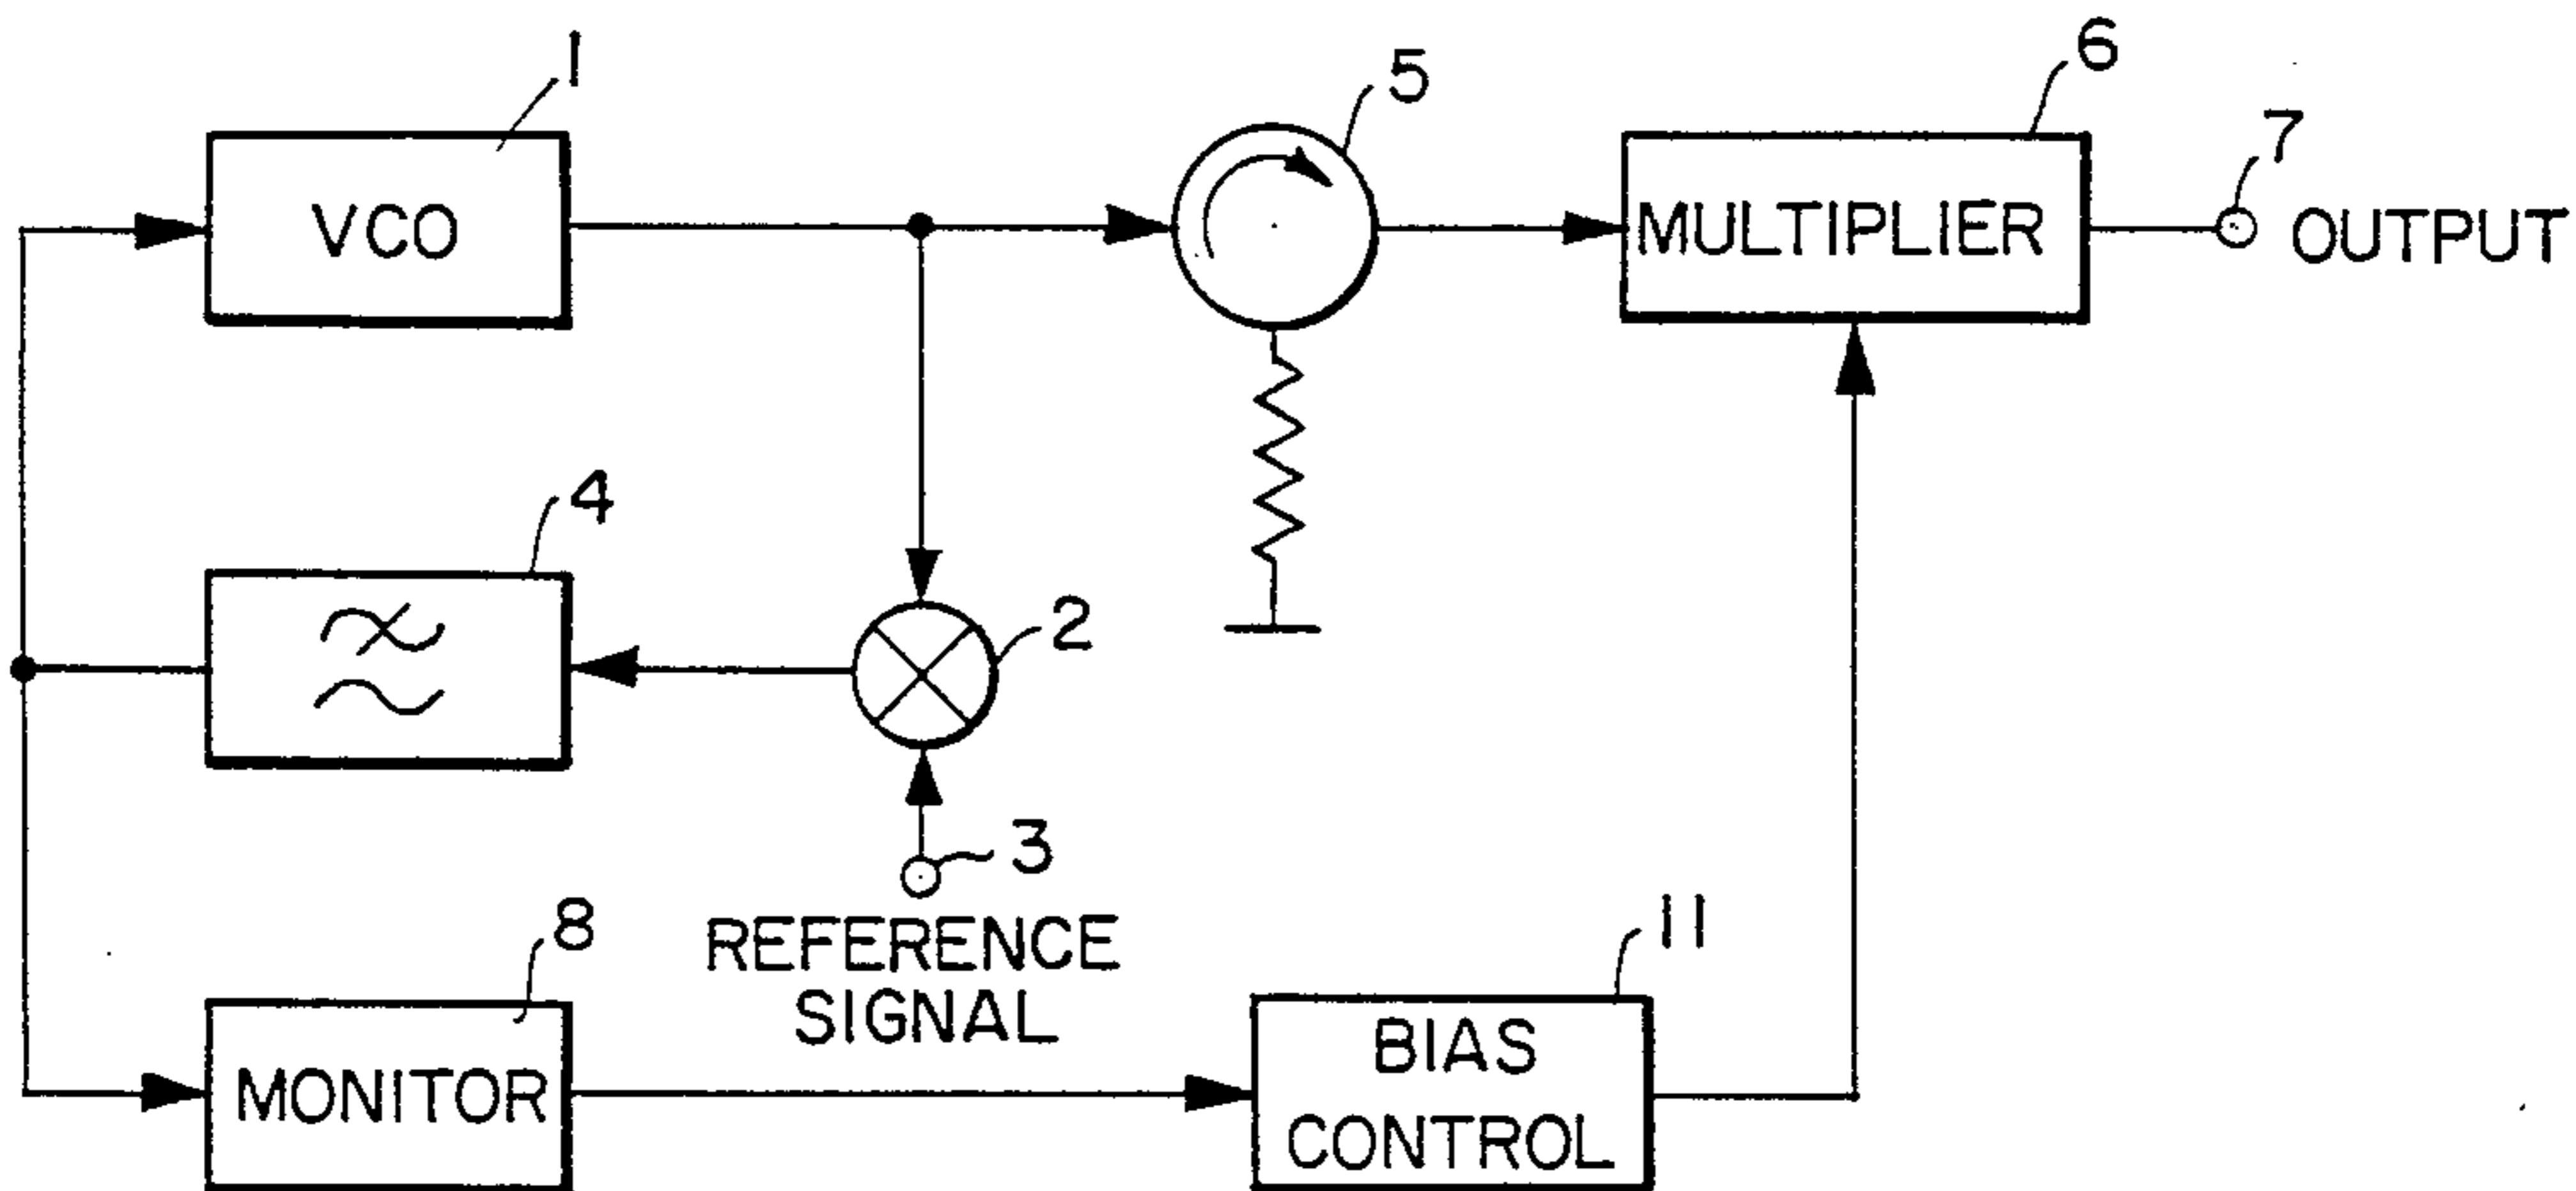 1
5
6
7
VCO
MULTIPLIER
OUTPUT
4
2
3
8
REFERENCE
SIGNAL
11
MONITOR
BIAS
CONTROL